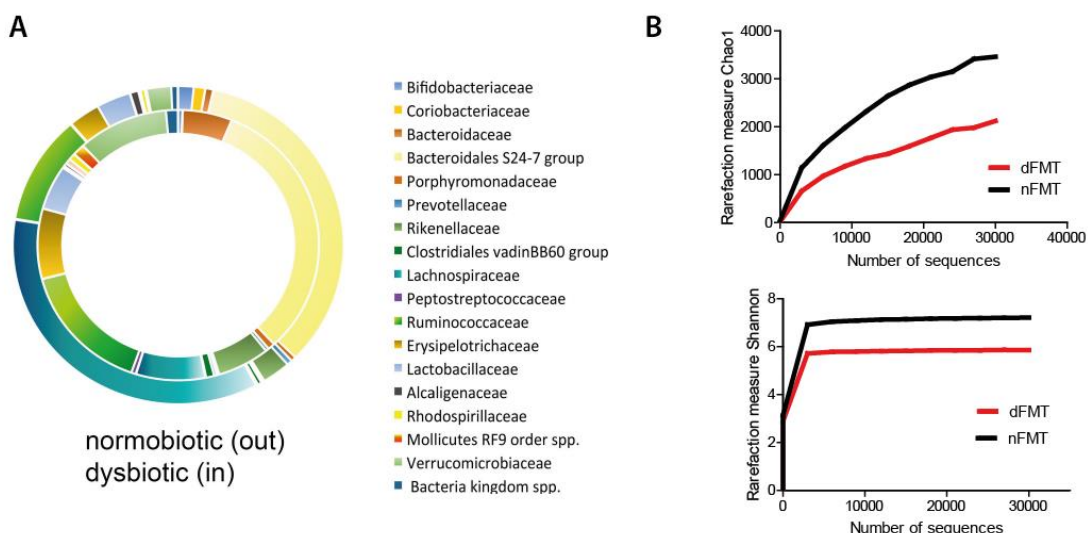 A
Bifidobacteriaceae
Coriobacteriaceae
Bacteroidaceae
Bacteroidales S24-7 group
Porphyromonadaceae
Prevotellaceae
Rikenellaceae
Clostridiales vadinBB60 group
Lachnospiraceae
Peptostreptococcaceae
Ruminococcaceae
Erysipelotrichaceae
Lactobacillaceae
Alcaligenaceae
Rhodospirillaceae
Mollicutes RF9 order spp.
Verrucomicrobiaceae
Bacteria kingdom spp.
normobiotic (out)
dysbiotic (in)
B
Rarefaction measure Chao1
4000
3000
2000
1000
0
dFMT
nFMT
0 10000 20000 30000 40000
Number of sequences
Rarefaction measure Shannon
8
6
4
2
0
dFMT
nFMT
0 10000 20000 30000
Number of sequences